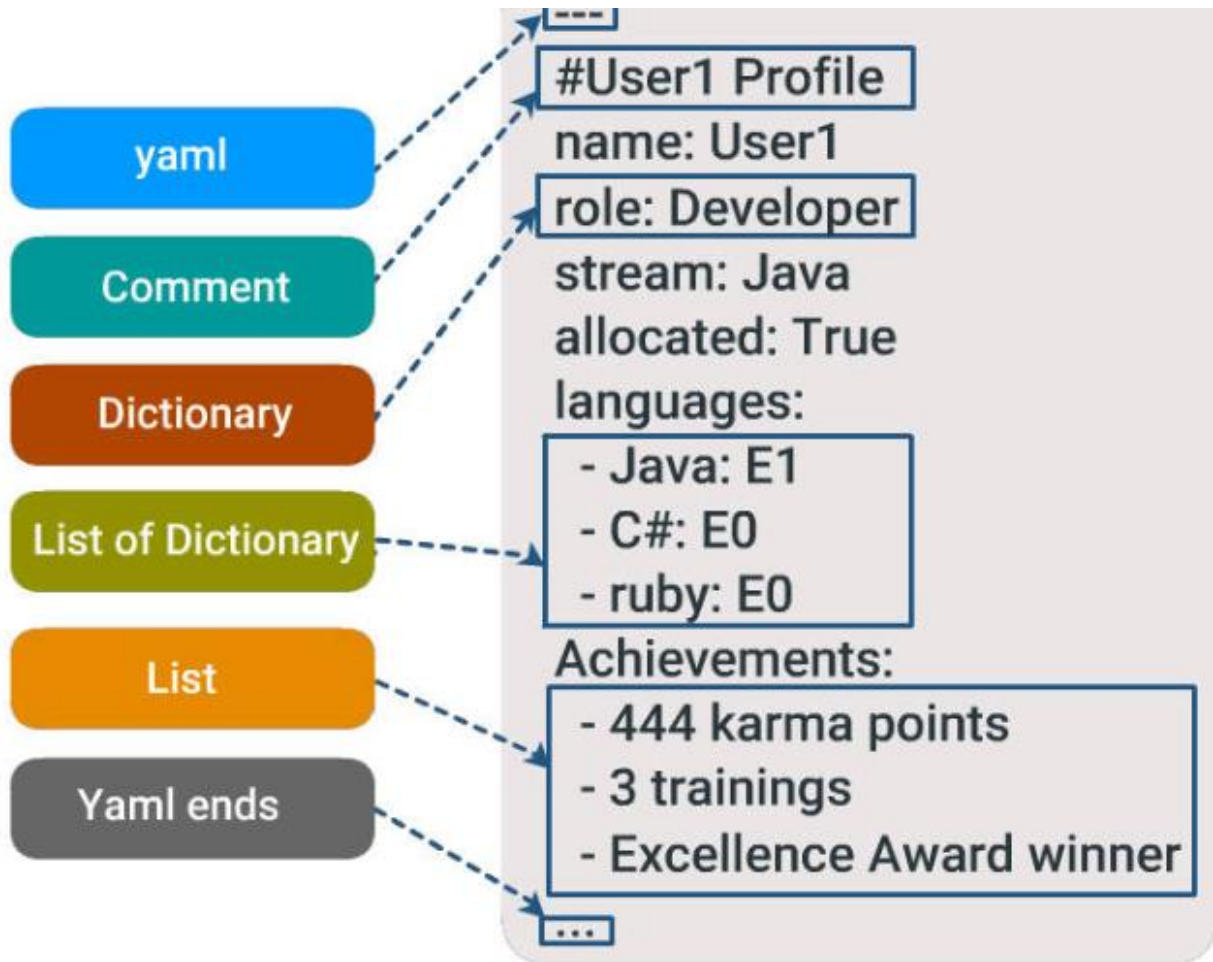 yaml
Comment
Dictionary
List of Dictionary
List
Yaml ends
---
#User1 Profile
name: User1
role: Developer
stream: Java
allocated: True
languages:
- Java: E1
- C#: E0
- ruby: E0
Achievements:
- 444 karma points
- 3 trainings
- Excellence Award winner
...